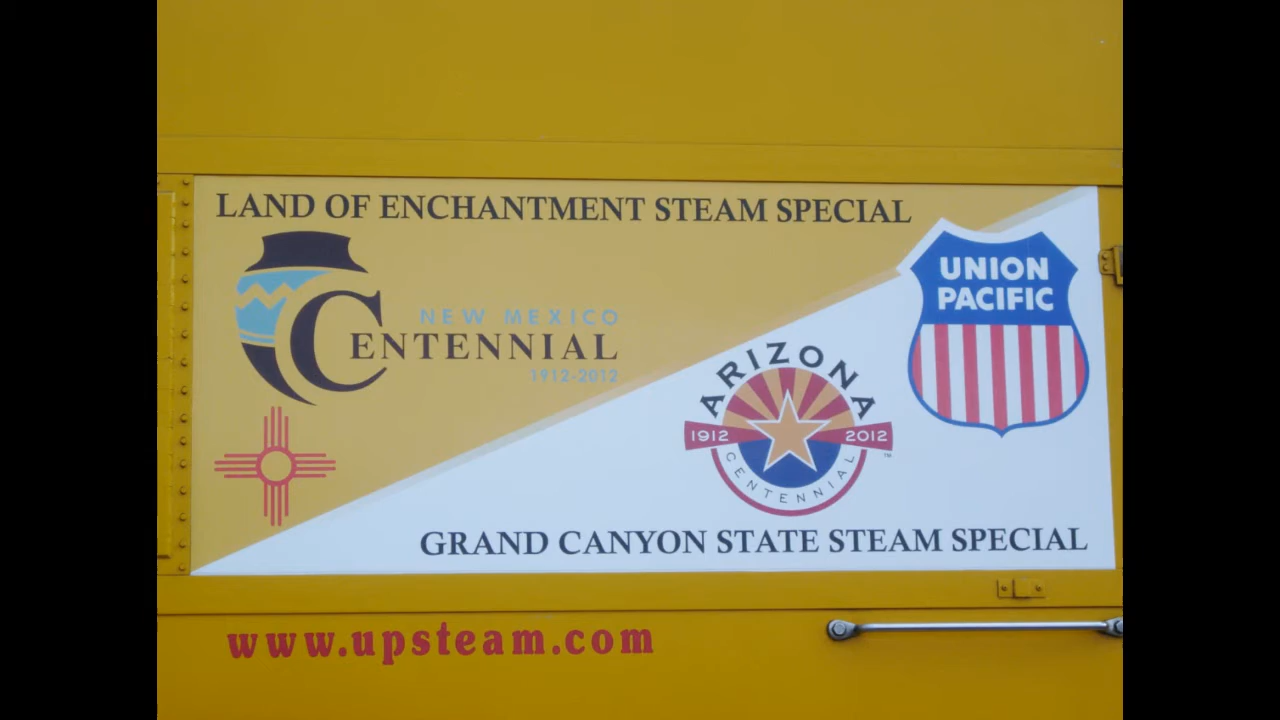 LAND OF ENCHANTMENT STEAM SPECIAL
UNION
PACIFIC
NEW MEXICO
CENTENNIAL
1912-2012
ARIZONA
1912 2012
CENTENNIAL
TM
GRAND CANYON STATE STEAM SPECIAL
www.upsteam.com